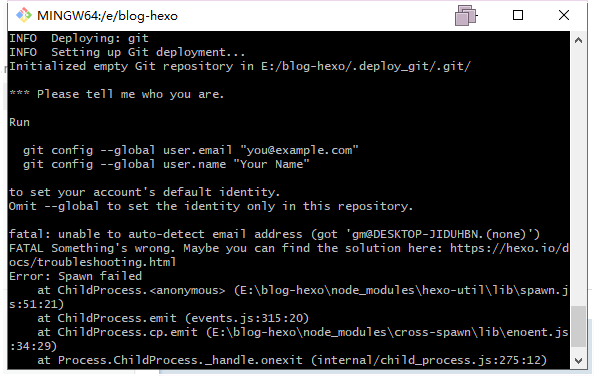 MINGW64:/e/blog-hexo
INFO  Deploying: git
INFO  Setting up Git deployment...
Initialized empty Git repository in E:/blog-hexo/.deploy_git/.git/
*** Please tell me who you are.
Run
  git config --global user.email "you@example.com"
  git config --global user.name "Your Name"
to set your account's default identity.
Omit --global to set the identity only in this repository.
fatal: unable to auto-detect email address (got 'gm@DESKTOP-JIDUHBN.(none)')
FATAL Something's wrong. Maybe you can find the solution here: https://hexo.io/d
ocs/troubleshooting.html
Error: Spawn failed
    at ChildProcess.<anonymous> (E:\blog-hexo\node_modules\hexo-util\lib\spawn.j
s:51:21)
    at ChildProcess.emit (events.js:315:20)
    at ChildProcess.cp.emit (E:\blog-hexo\node_modules\cross-spawn\lib\enoent.js
:34:29)
    at Process.ChildProcess._handle.onexit (internal/child_process.js:275:12)